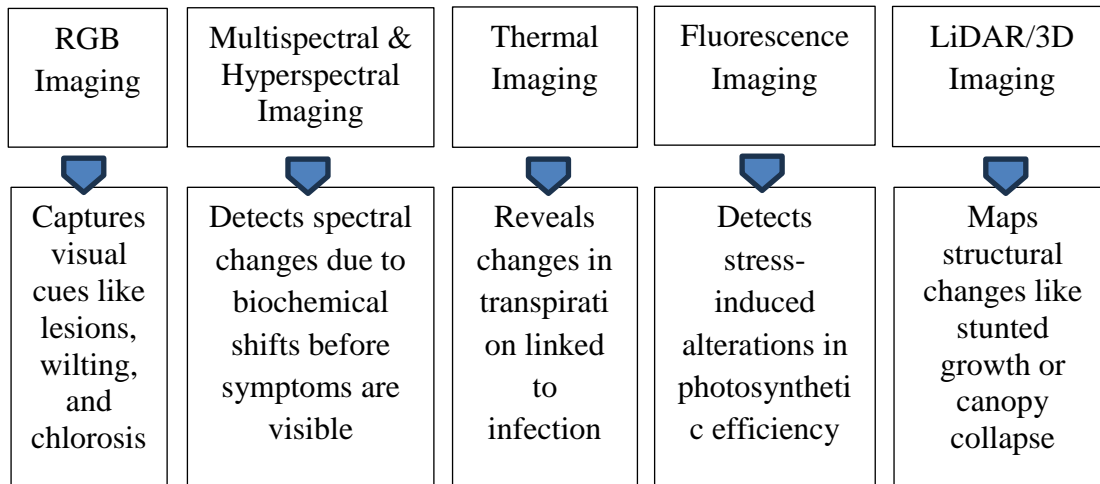 RGB
Imaging
Multispectral &
Hyperspectral
Imaging
Thermal
Imaging
Fluorescence
Imaging
LiDAR/3D
Imaging
Captures
visual
cues like
lesions,
wilting,
and
chlorosis
Detects spectral
changes due to
biochemical
shifts before
symptoms are
visible
Reveals
changes in
transpirati
on linked
to
infection
Detects
stress-
induced
alterations in
photosyntheti
c efficiency
Maps
structural
changes like
stunted
growth or
canopy
collapse